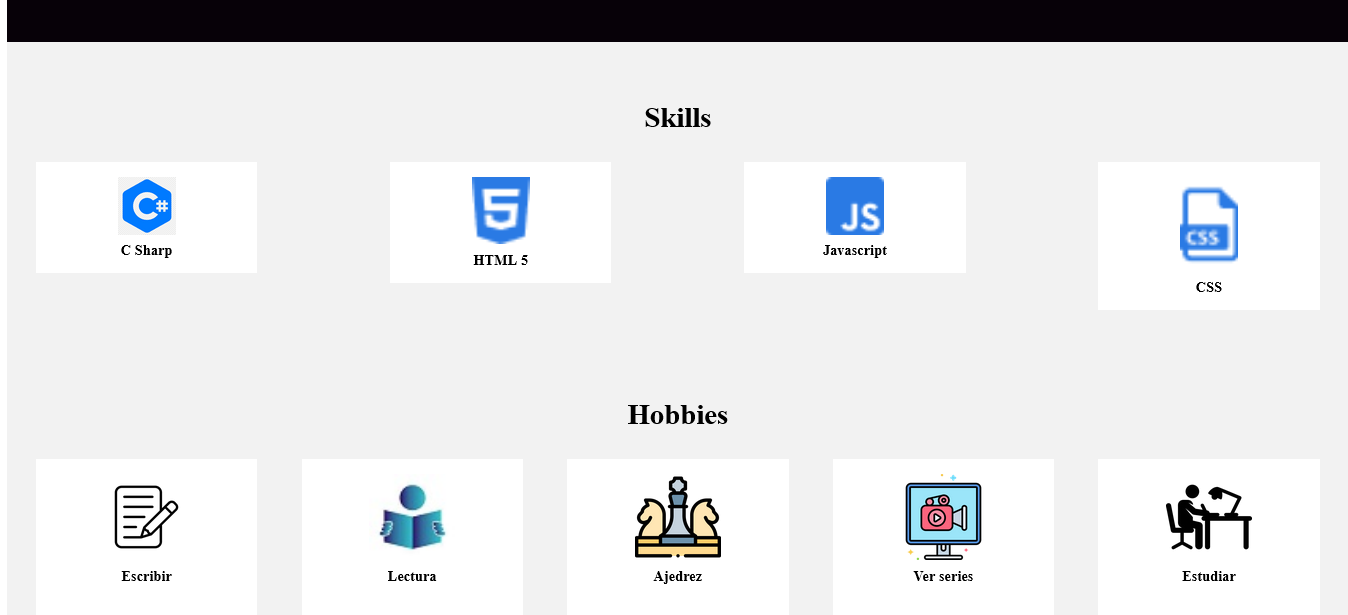 Skills
C#
5
JS
CSS
C Sharp
HTML 5
Javascript
CSS
Hobbies
Escribir
Lectura
Ajedrez
Ver series
Estudiar